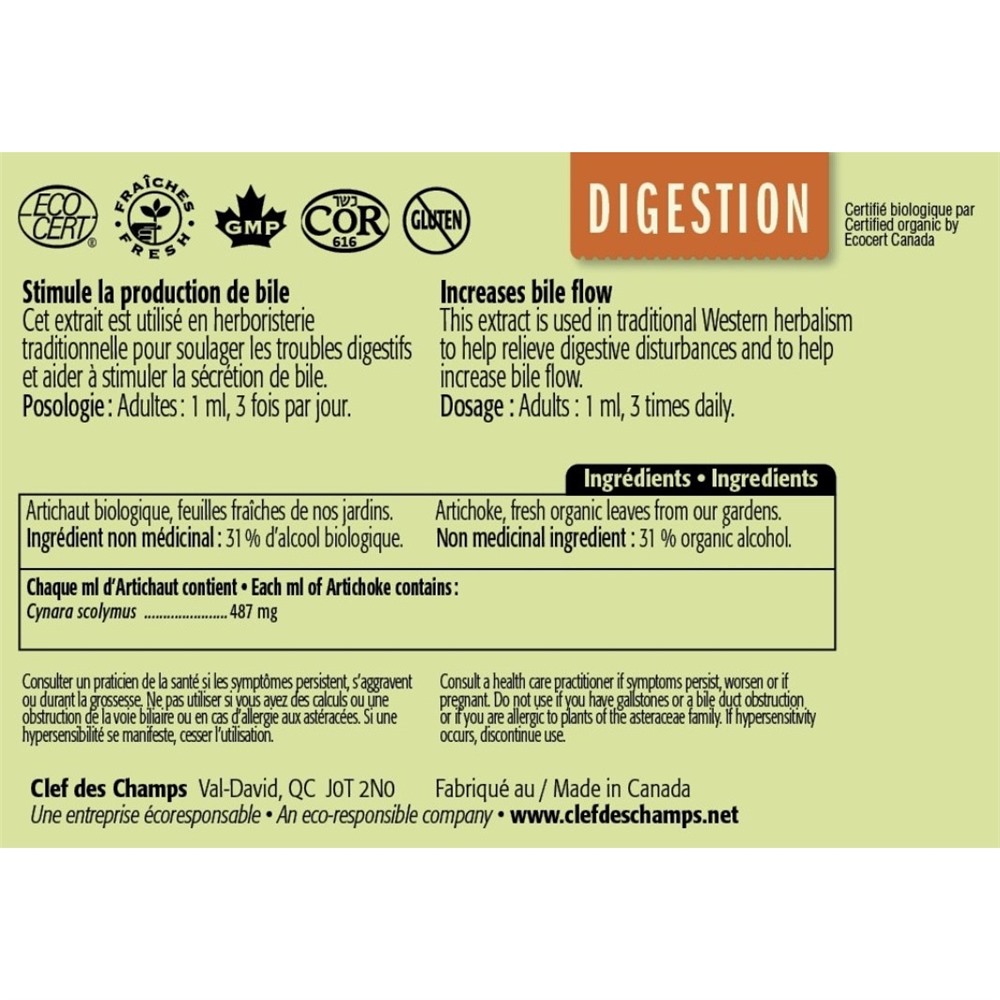 ECO
CERT
®
FRAÎCHES
FRESH
GMP
כשר
COR
616
GLUTEN
DIGESTION
Certifié biologique par
Certified organic by
Ecocert Canada
Stimule la production de bile
Cet extrait est utilisé en herboristerie
traditionnelle pour soulager les troubles digestifs
et aider à stimuler la sécrétion de bile.
Posologie : Adultes : 1 ml, 3 fois par jour.
Increases bile flow
This extract is used in traditional Western herbalism
to help relieve digestive disturbances and to help
increase bile flow.
Dosage : Adults : 1 ml, 3 times daily.
Ingrédients • Ingredients
Artichaut biologique, feuilles fraîches de nos jardins.
Ingrédient non médicinal : 31 % d'alcool biologique.
Artichoke, fresh organic leaves from our gardens.
Non medicinal ingredient : 31 % organic alcohol.
Chaque ml d'Artichaut contient • Each ml of Artichoke contains :
Cynara scolymus ...................... 487 mg
Consulter un praticien de la santé si les symptômes persistent, s'aggravent
ou durant la grossesse. Ne pas utiliser si vous avez des calculs ou une
obstruction de la voie biliaire ou en cas d'allergie aux astéracées. Si une
hypersensibilité se manifeste, cesser l'utilisation.
Consult a health care practitioner if symptoms persist, worsen or if
pregnant. Do not use if you have gallstones or a bile duct obstruction
or if you are allergic to plants of the asteraceae family. If hypersensitivity
occurs, discontinue use.
Clef des Champs Val-David, QC J0T 2N0 Fabriqué au / Made in Canada
Une entreprise écoresponsable • An eco-responsible company • www.clefdeschamps.net